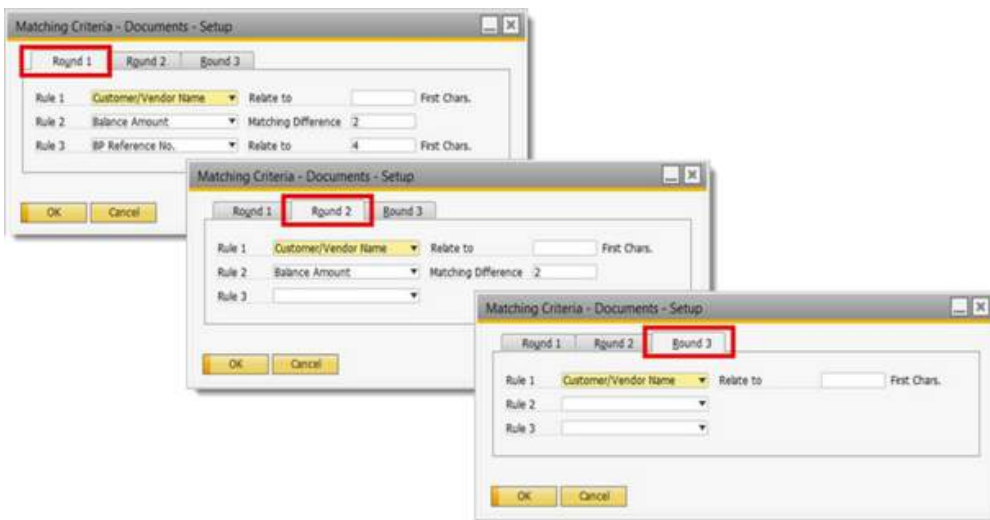 Matching Criteria - Documents - Setup
Round 1 Round 2 Round 3
Rule 1 Customer/Vendor Name Relate to First Chars.
Rule 2 Balance Amount Matching Difference 2
Rule 3 BP Reference No. Relate to 4 First Chars.
OK Cancel
Matching Criteria - Documents - Setup
Round 1 Round 2 Round 3
Rule 1 Customer/Vendor Name Relate to First Chars.
Rule 2 Balance Amount Matching Difference 2
Rule 3
OK Cancel
Matching Criteria - Documents - Setup
Round 1 Round 2 Round 3
Rule 1 Customer/Vendor Name Relate to First Chars.
Rule 2
Rule 3
OK Cancel